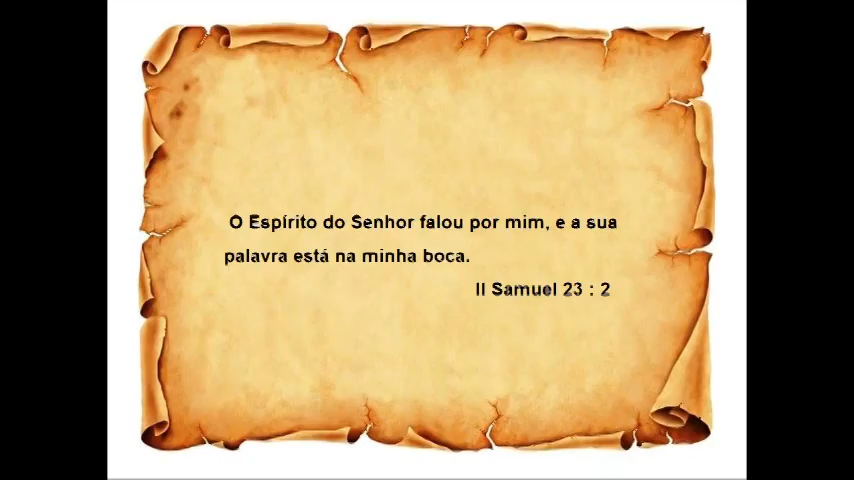 O Espírito do Senhor falou por mim, e a sua
palavra está na minha boca.
II Samuel 23 : 2